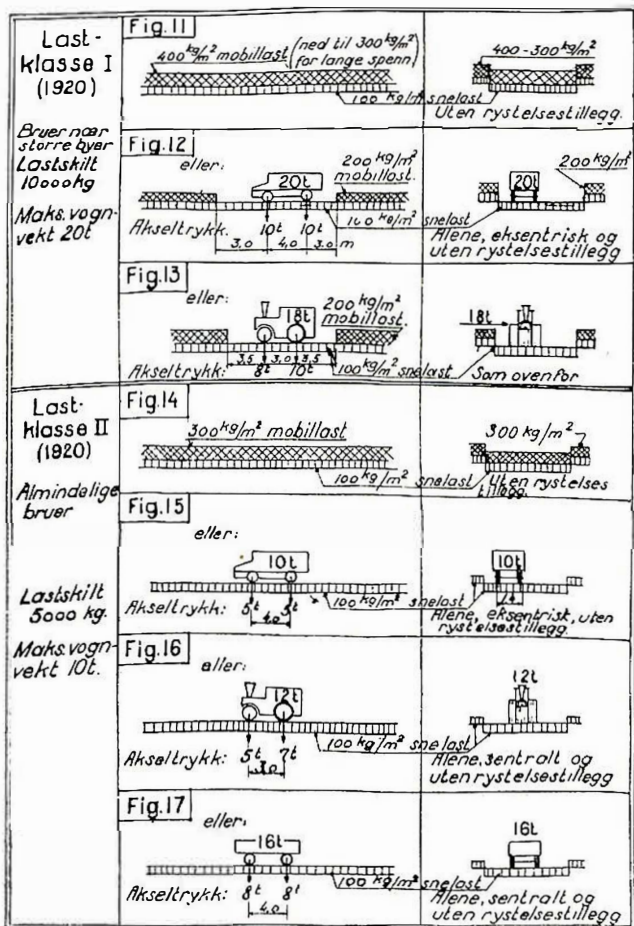 Last-
klasse I
(1920)
Bruer nær
større byer
Lastskilt
10000kg
Maks. vogn-
vekt 20t
Fig.11
400 kg/m² mobillast (ned til 300 kg/m²
for lange spenn)
100 kg/m² snelast
400-300 kg/m²
Uten rystelsestillegg.
Fig.12
eller:
20t
200 kg/m²
mobillast.
100 kg/m² snelast
Akseltrykk:
10t 10t
3,0 4,0 3,0 m
20t
200 kg/m²
Alene, eksentrisk og
uten rystelsestillegg
Fig.13
eller:
18t
200 kg/m²
mobillast.
3,5 3,0 3,5
100 kg/m² snelast
Akseltrykk:
8t 10t
18t
Som ovenfor
Last-
klasse II
(1920)
Almindelige
bruer
Lastskilt
5000 kg.
Maks. vogn-
vekt 10t.
Fig.14
300 kg/m² mobillast
100 kg/m² snelast
300 kg/m²
Uten rystelses
tillegg.
Fig.15
eller:
10t
100 kg/m² snelast
Akseltrykk:
5t 5t
4,0
10t
Alene, eksentrisk, uten
rystelsestillegg.
Fig.16
eller:
12t
100 kg/m² snelast
Akseltrykk:
5t 7t
3,0
12t
Alene, sentralt og
uten rystelsestillegg
Fig.17
eller:
16t
100 kg/m² snelast
Akseltrykk:
8t 8t
4,0
16t
Alene, sentralt og
uten rystelsestillegg